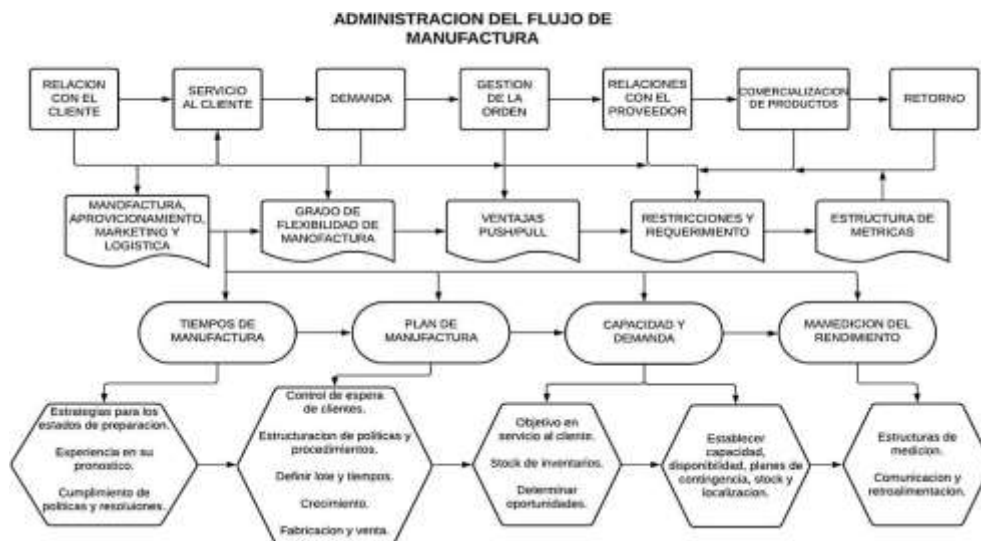 ADMINISTRACION DEL FLUJO DE
MANUFACTURA
RELACION
CON EL
CLIENTE
SERVICIO
AL CLIENTE
DEMANDA
GESTION
DE LA
ORDEN
RELACIONES
CON EL
PROVEEDOR
COMERCIALIZACION
DE PRODUCTOS
RETORNO
MANOFACTURA,
APROVICIONAMIENTO,
MARKETING Y
LOGISTICA
GRADO DE
FLEXIBILIDAD DE
MANOFACTURA
VENTAJAS
PUSH/PULL
RESTRICCIONES Y
REQUERIMIENTO
ESTRUCTURA DE
METRICAS
TIEMPOS DE
MANUFACTURA
PLAN DE
MANUFACTURA
CAPACIDAD Y
DEMANDA
MAMEDICION DEL
RENDIMIENTO
Estrategias para los
estados de preparacion.
Experiencia en su
pronostico.
Cumplimiento de
politicas y resoluiones.
Control de espera
de clientes.
Estructuracion de politicas y
procedimientos.
Definir lote y tiempos.
Crecimiento.
Fabricacion y venta.
Objetivo en
servicio al cliente.
Stock de inventarios.
Determinar
oportunidades.
Establecer
capacidad,
disponibilidad, planes de
contingencia, stock y
localizacion.
Estructuras de
medicion.
Comunicacion y
retroalimentacion.